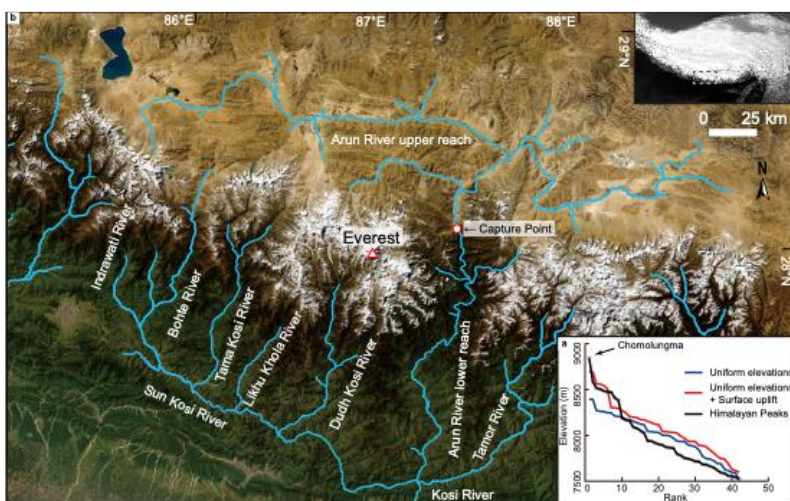 b
86°E
87°E
88°E
29°N
0 25 km
N
Arun River upper reach
← Capture Point
Everest
28°N
Indrawati River
Bohte River
Tama Kosi River
Likhu Khola River
Dudh Kosi River
Sun Kosi River
Arun River lower reach
Tamor River
Kosi River
a
Chomolungma
Uniform elevations
Uniform elevations
+ Surface uplift
Himalayan Peaks
Elevation (m)
9000
8500
8000
7500
0 10 20 30 40 50
Rank